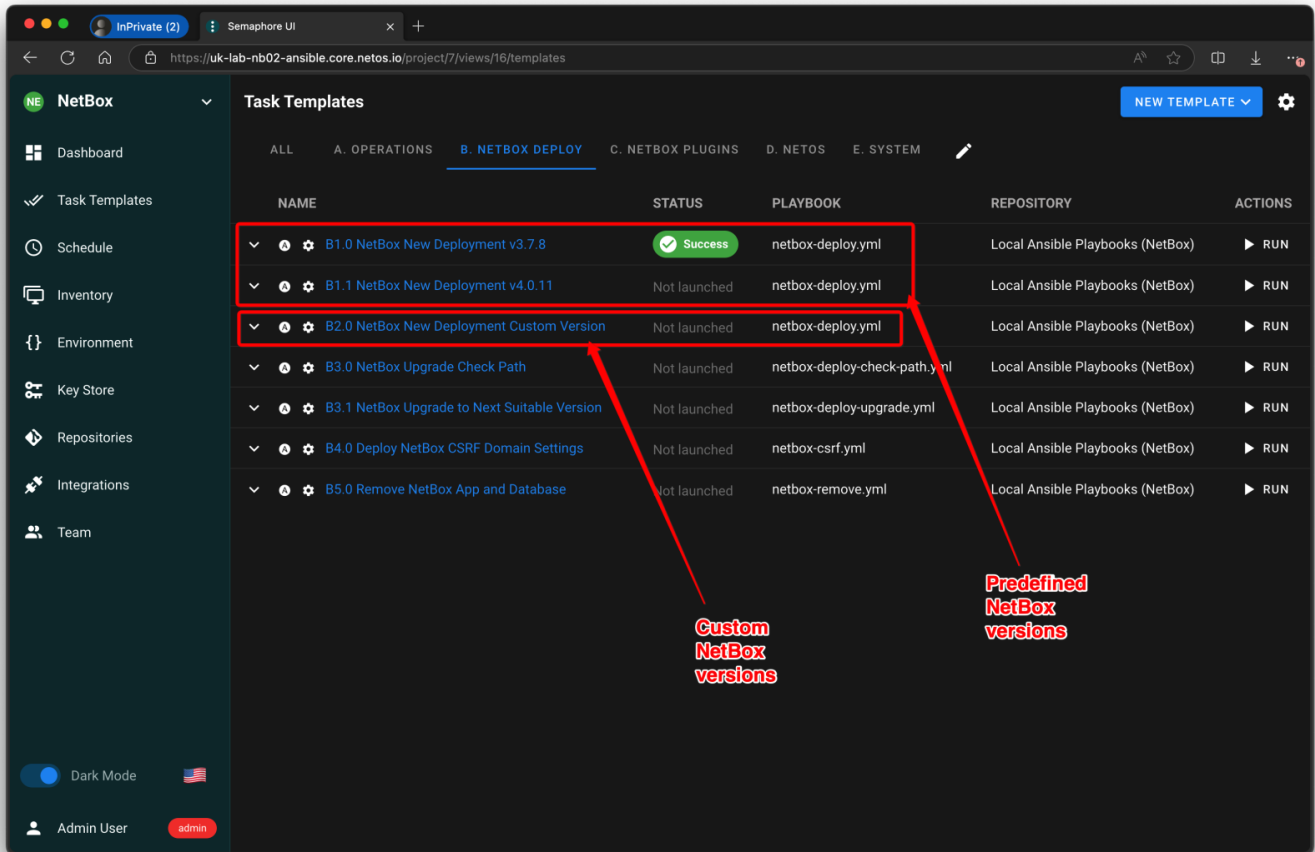 InPrivate (2)
Semaphore UI
https://uk-lab-nb02-ansible.core.netos.io/project/7/views/16/templates
NE NetBox
Dashboard
Task Templates
Schedule
Inventory
Environment
Key Store
Repositories
Integrations
Team
Dark Mode
Admin User admin
Task Templates
NEW TEMPLATE
ALL A. OPERATIONS B. NETBOX DEPLOY C. NETBOX PLUGINS D. NETOS E. SYSTEM
NAME STATUS PLAYBOOK REPOSITORY ACTIONS
A B1.0 NetBox New Deployment v3.7.8 Success netbox-deploy.yml Local Ansible Playbooks (NetBox) RUN
A B1.1 NetBox New Deployment v4.0.11 Not launched netbox-deploy.yml Local Ansible Playbooks (NetBox) RUN
A B2.0 NetBox New Deployment Custom Version Not launched netbox-deploy.yml Local Ansible Playbooks (NetBox) RUN
A B3.0 NetBox Upgrade Check Path Not launched netbox-deploy-check-path.yml Local Ansible Playbooks (NetBox) RUN
A B3.1 NetBox Upgrade to Next Suitable Version Not launched netbox-deploy-upgrade.yml Local Ansible Playbooks (NetBox) RUN
A B4.0 Deploy NetBox CSRF Domain Settings Not launched netbox-csrf.yml Local Ansible Playbooks (NetBox) RUN
A B5.0 Remove NetBox App and Database Not launched netbox-remove.yml Local Ansible Playbooks (NetBox) RUN
Predefined
NetBox
versions
Custom
NetBox
versions